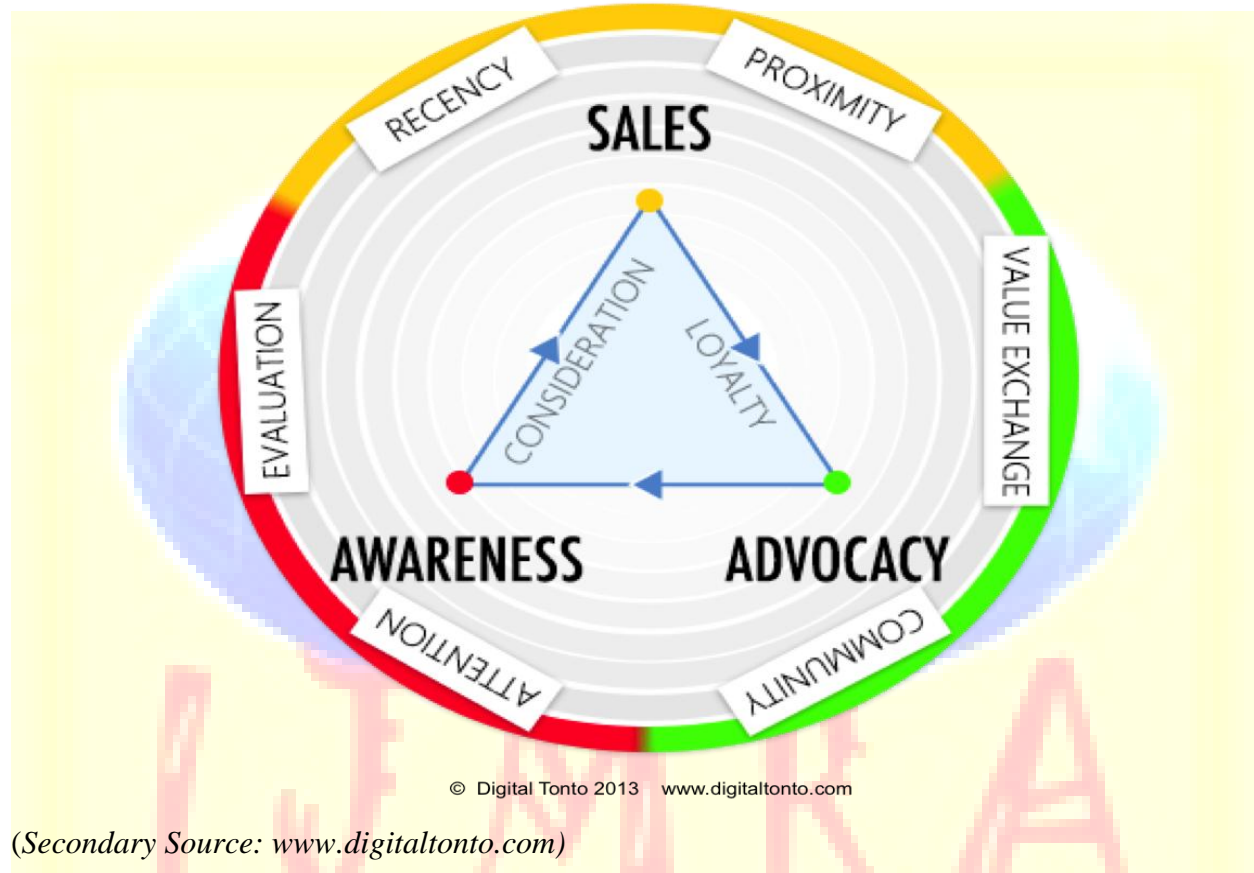 RECENCY
PROXIMITY
SALES
CONSIDERATION
LOYALTY
EVALUATION
VALUE EXCHANGE
AWARENESS
ADVOCACY
ATTENTION
COMMUNITY
© Digital Tonto 2013 www.digitaltonto.com
(Secondary Source: www.digitaltonto.com)
IJMRA